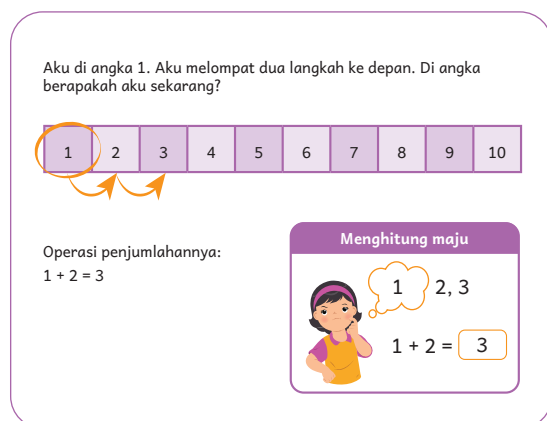 Aku di angka 1. Aku melompat dua langkah ke depan. Di angka
berapakah aku sekarang?
1 2 3 4 5 6 7 8 9 10
Operasi penjumlahannya:
1 + 2 = 3
Menghitung maju
1 2, 3
1 + 2 = 3